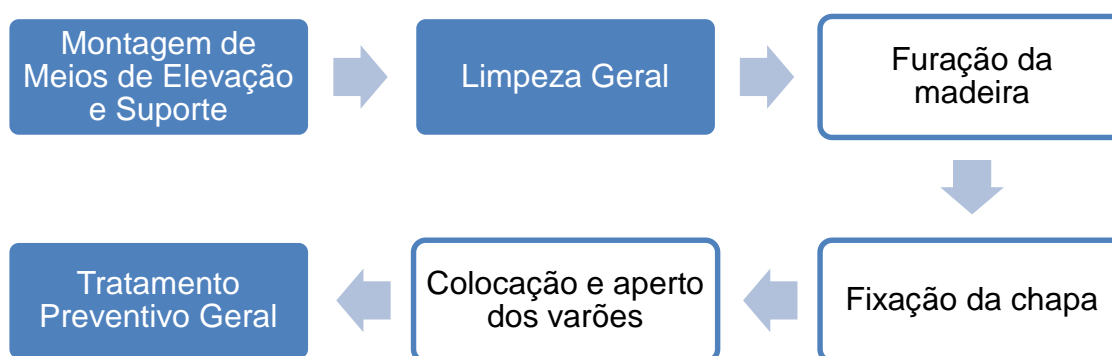 Montagem de
Meios de Elevação
e Suporte
Limpeza Geral
Furação da
madeira
Fixação da chapa
Colocação e aperto
dos varões
Tratamento
Preventivo Geral